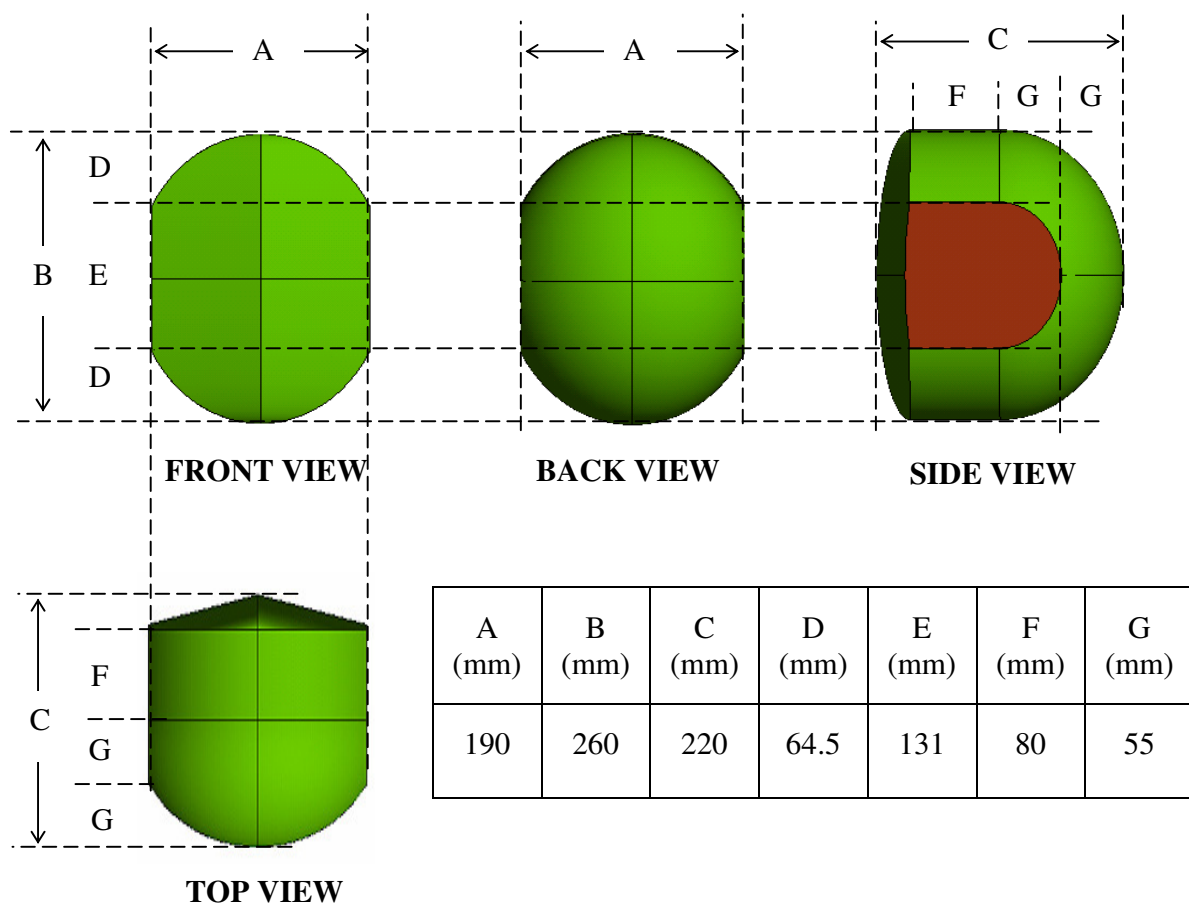 A
A
C
F G G
D
B E
D
FRONT VIEW
BACK VIEW
SIDE VIEW
C
F
G
G
TOP VIEW
A (mm) B (mm) C (mm) D (mm) E (mm) F (mm) G (mm)
190 260 220 64.5 131 80 55